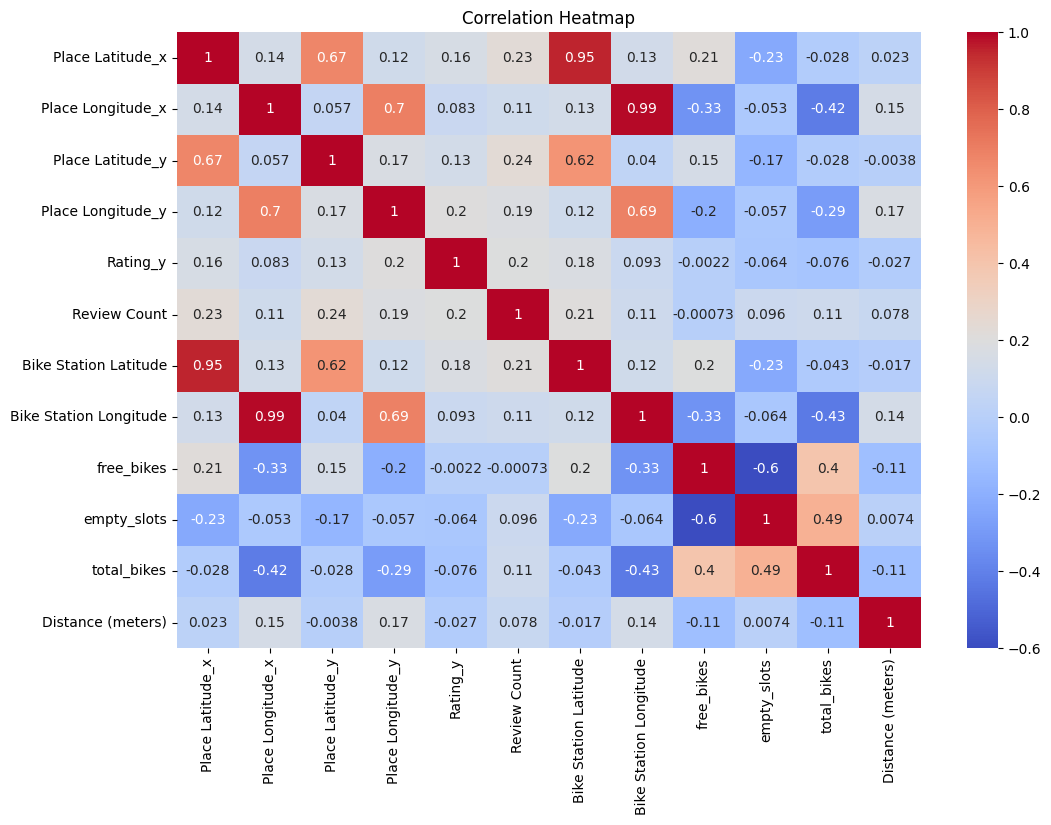 Correlation Heatmap
Place Latitude_x 1 0.14 0.67 0.12 0.16 0.23 0.95 0.13 0.21 -0.23 -0.028 0.023
Place Longitude_x 0.14 1 0.057 0.7 0.083 0.11 0.13 0.99 -0.33 -0.053 -0.42 0.15
Place Latitude_y 0.67 0.057 1 0.17 0.13 0.24 0.62 0.04 0.15 -0.17 -0.028 -0.0038
Place Longitude_y 0.12 0.7 0.17 1 0.2 0.19 0.12 0.69 -0.2 -0.057 -0.29 0.17
Rating_y 0.16 0.083 0.13 0.2 1 0.2 0.18 0.093 -0.0022 -0.064 -0.076 -0.027
Review Count 0.23 0.11 0.24 0.19 0.2 1 0.21 0.11 -0.00073 0.096 0.11 0.078
Bike Station Latitude 0.95 0.13 0.62 0.12 0.18 0.21 1 0.12 0.2 -0.23 -0.043 -0.017
Bike Station Longitude 0.13 0.99 0.04 0.69 0.093 0.11 0.12 1 -0.33 -0.064 -0.43 0.14
free_bikes 0.21 -0.33 0.15 -0.2 -0.0022 -0.00073 0.2 -0.33 1 -0.6 0.4 -0.11
empty_slots -0.23 -0.053 -0.17 -0.057 -0.064 0.096 -0.23 -0.064 -0.6 1 0.49 0.0074
total_bikes -0.028 -0.42 -0.028 -0.29 -0.076 0.11 -0.043 -0.43 0.4 0.49 1 -0.11
Distance (meters) 0.023 0.15 -0.0038 0.17 -0.027 0.078 -0.017 0.14 -0.11 0.0074 -0.11 1
Place Latitude_x
Place Longitude_x
Place Latitude_y
Place Longitude_y
Rating_y
Review Count
Bike Station Latitude
Bike Station Longitude
free_bikes
empty_slots
total_bikes
Distance (meters)
1.0
0.8
0.6
0.4
0.2
0.0
−0.2
−0.4
−0.6